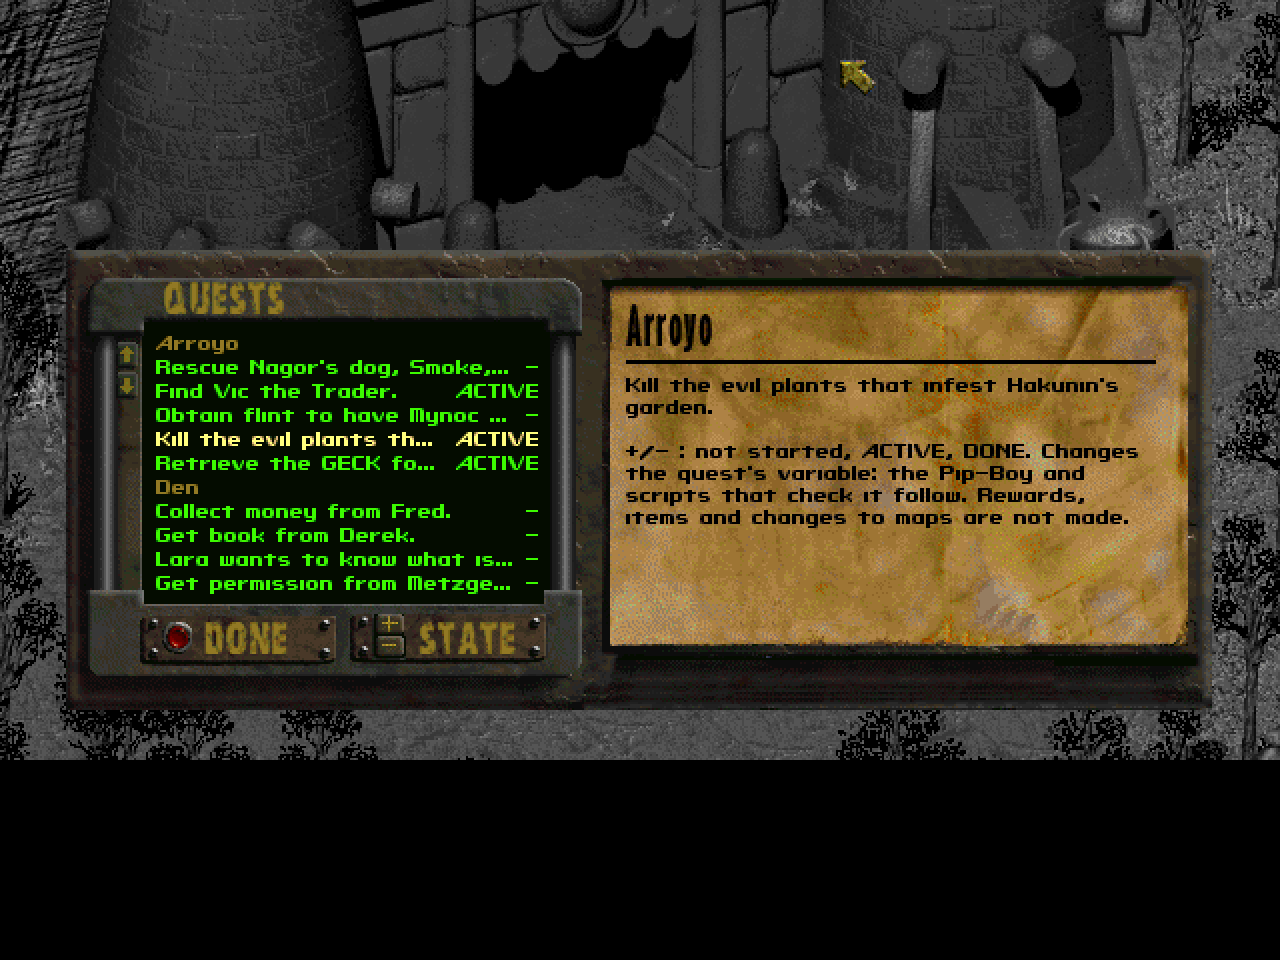 QUESTS
Arroyo
Rescue Nagor's dog, Smoke,... –
Find Vic the Trader. ACTIVE
Obtain flint to have Mynoc ... –
Kill the evil plants th... ACTIVE
Retrieve the GECK fo... ACTIVE
Den
Collect money from Fred. –
Get book from Derek. –
Lara wants to know what is... –
Get permission from Metzge... –
DONE
+
– STATE
Arroyo
Kill the evil plants that infest Hakunin's
garden.
+/– : not started, ACTIVE, DONE. Changes
the quest's variable: the Pip–Boy and
scripts that check it follow. Rewards,
items and changes to maps are not made.